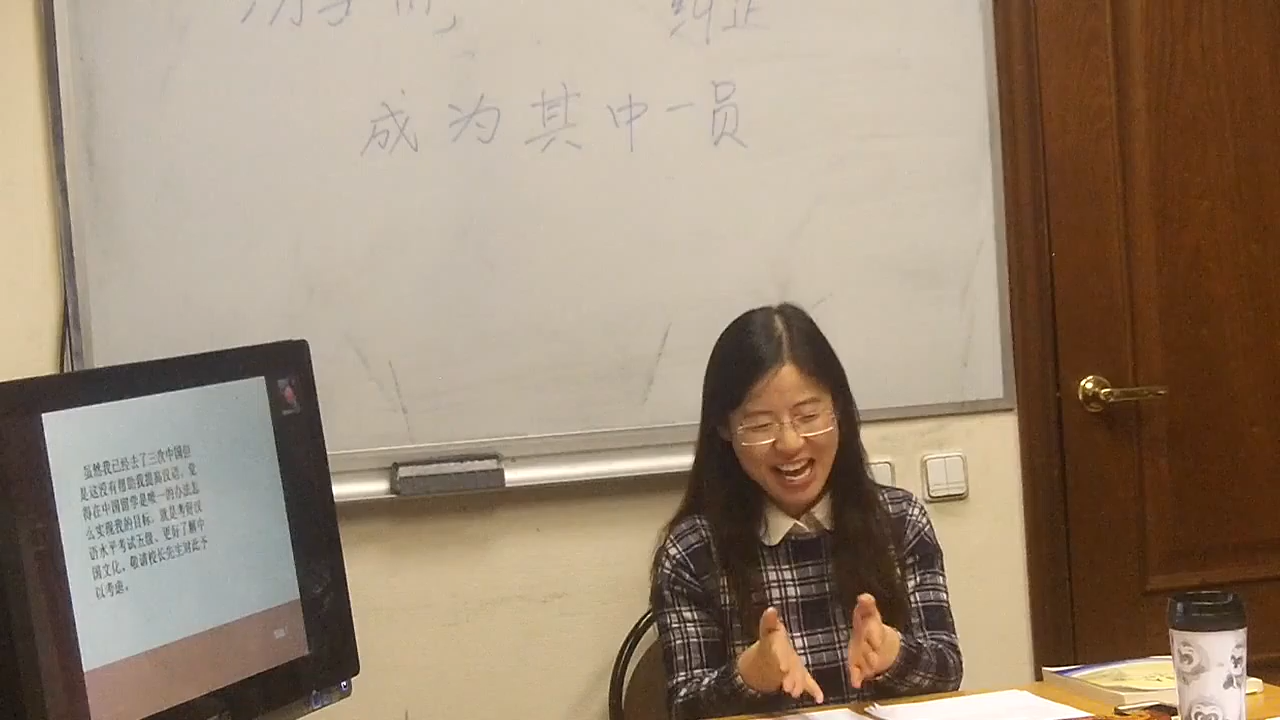 纠正
成为其中一员
虽然我已经去了三次中国但
是这没有帮助我提高汉语。觉
得在中国留学是唯一的办法怎
么实现我的目标，就是考得汉
语水平考试五级、更好了解中
国文化。敬请校长先生对此予
以考虑。